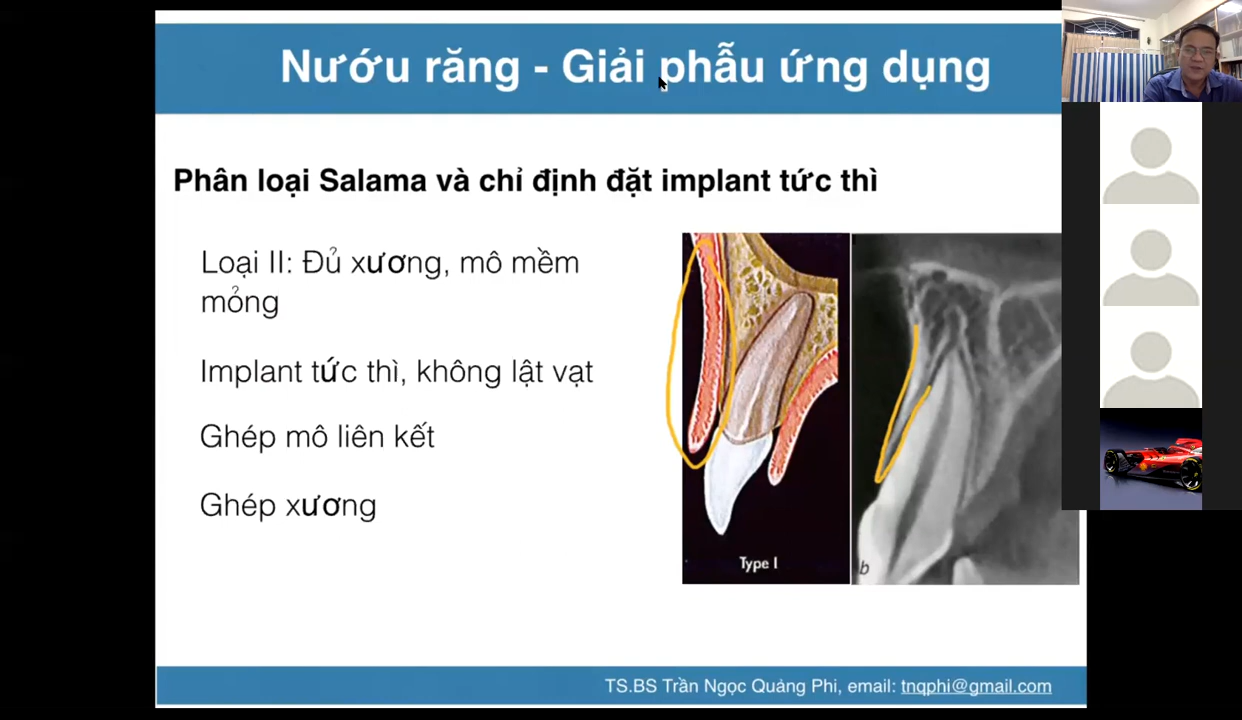 Nướu răng - Giải phẫu ứng dụng
Phân loại Salama và chỉ định đặt implant tức thì
Loại II: Đủ xương, mô mềm
mỏng
Implant tức thì, không lật vạt
Ghép mô liên kết
Ghép xương
Type I
b
TS.BS Trần Ngọc Quảng Phi, email: tnqphi@gmail.com